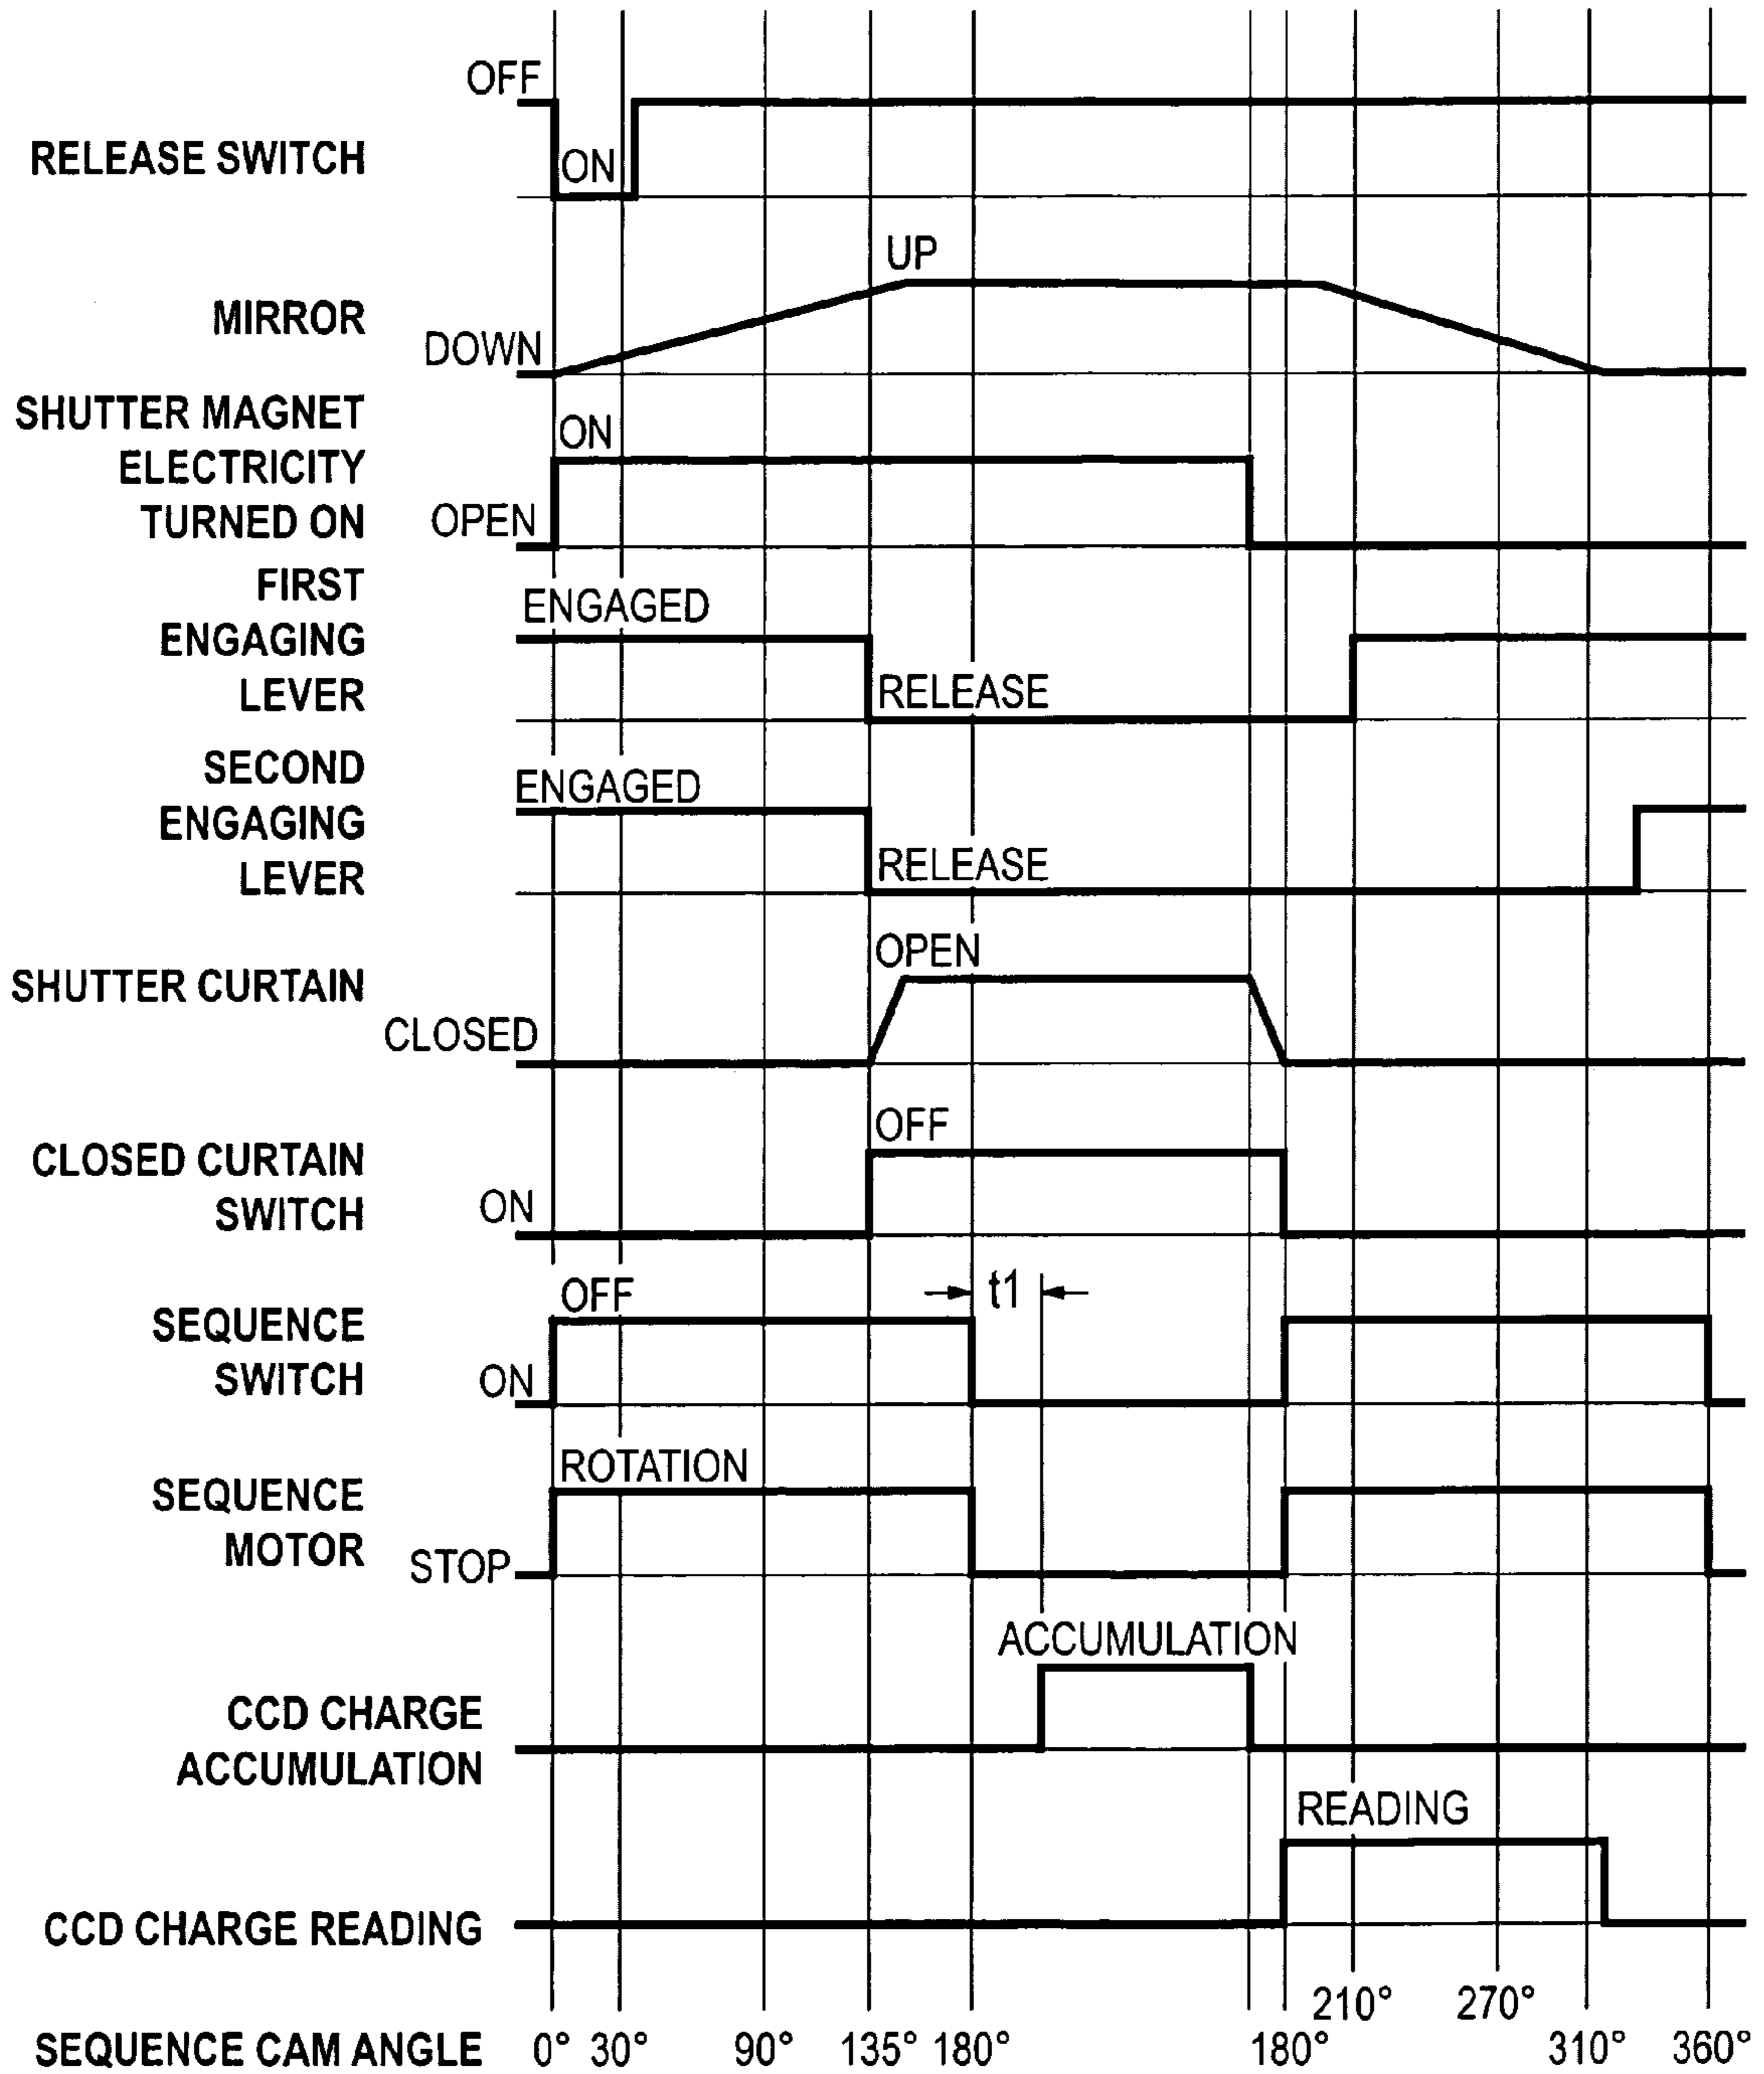 OFF
RELEASE SWITCH
ON
UP
MIRROR
DOWN
SHUTTER MAGNET
ELECTRICITY
TURNED ON
ON
OPEN
FIRST
ENGAGING
LEVER
ENGAGED
RELEASE
SECOND
ENGAGING
LEVER
ENGAGED
RELEASE
SHUTTER CURTAIN
OPEN
CLOSED
CLOSED CURTAIN
SWITCH
OFF
ON
SEQUENCE
SWITCH
OFF
t1
ON
SEQUENCE
MOTOR
ROTATION
STOP
ACCUMULATION
CCD CHARGE
ACCUMULATION
READING
CCD CHARGE READING
210° 270°
SEQUENCE CAM ANGLE 0° 30° 90° 135° 180° 180° 310° 360°